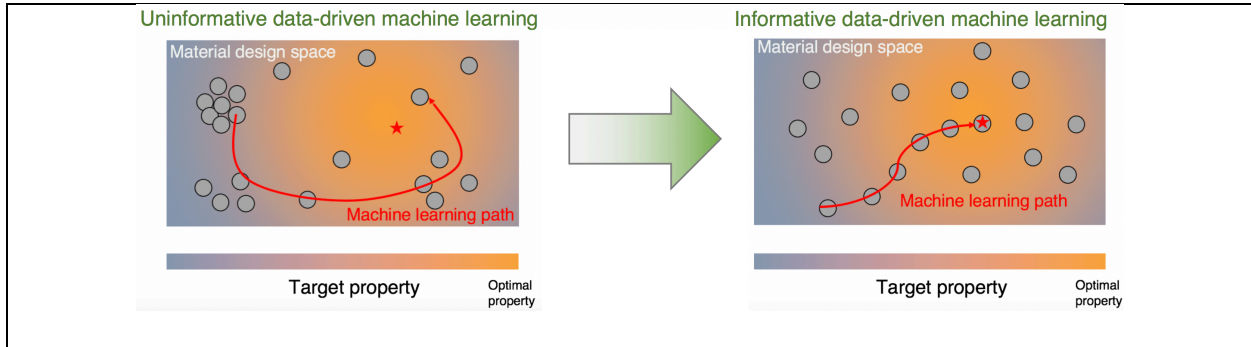 Uninformative data-driven machine learning
Material design space
Machine learning path
Target property
Optimal
property
Informative data-driven machine learning
Material design space
Machine learning path
Target property
Optimal
property